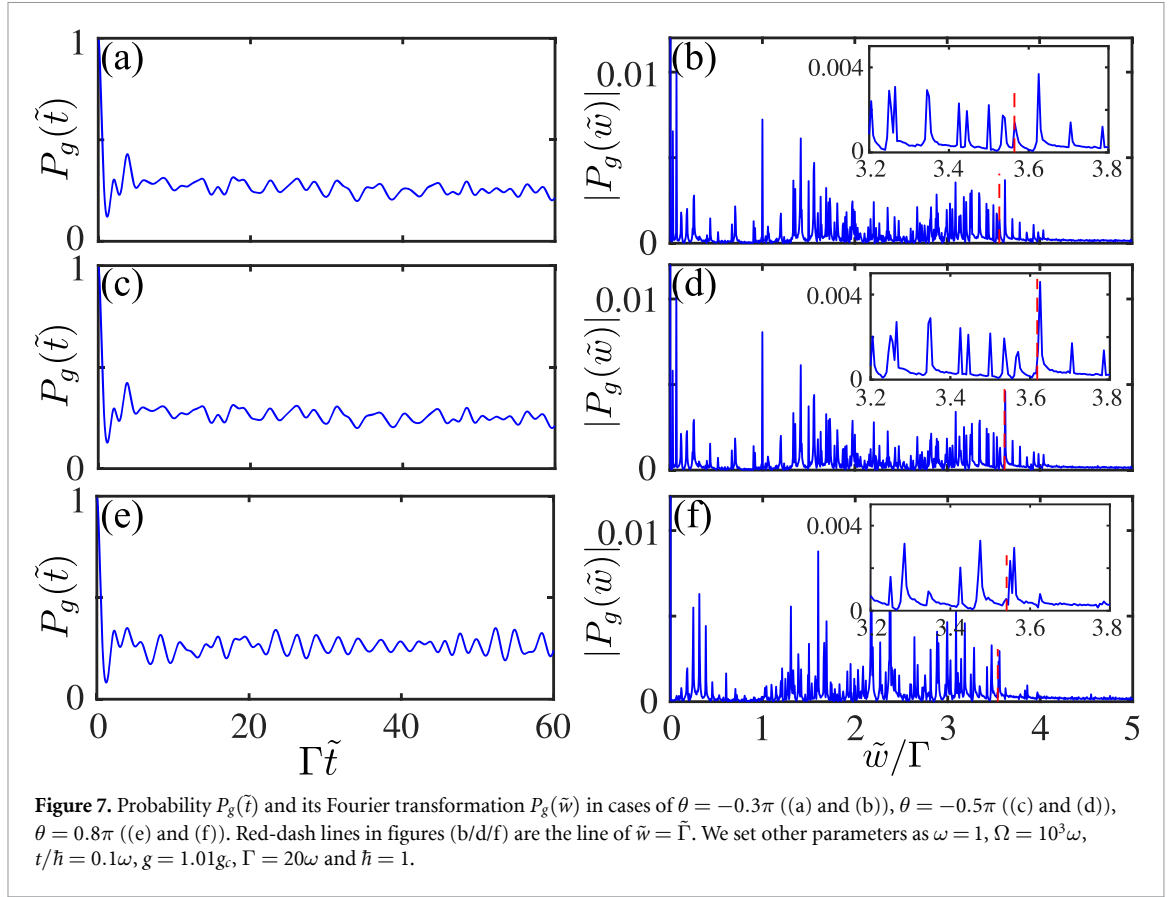 1
(a)
P_g(t̃)
0
(b)
0.01
|P_g(w̃)|
0
0.004
0
3.2 3.4 3.6 3.8
1
(c)
P_g(t̃)
0
(d)
0.01
|P_g(w̃)|
0
0.004
0
3.2 3.4 3.6 3.8
1
(e)
P_g(t̃)
0
0 20 40 60
Γt̃
(f)
0.01
|P_g(w̃)|
0
0.004
0
3.2 3.4 3.6 3.8
0 1 2 3 4 5
w̃/Γ
Figure 7. Probability P_g(t̃) and its Fourier transformation P_g(w̃) in cases of θ = −0.3π ((a) and (b)), θ = −0.5π ((c) and (d)),
θ = 0.8π ((e) and (f)). Red-dash lines in figures (b/d/f) are the line of w̃ = Γ̃. We set other parameters as ω = 1, Ω = 10³ω,
t/ħ = 0.1ω, g = 1.01g_c, Γ = 20ω and ħ = 1.